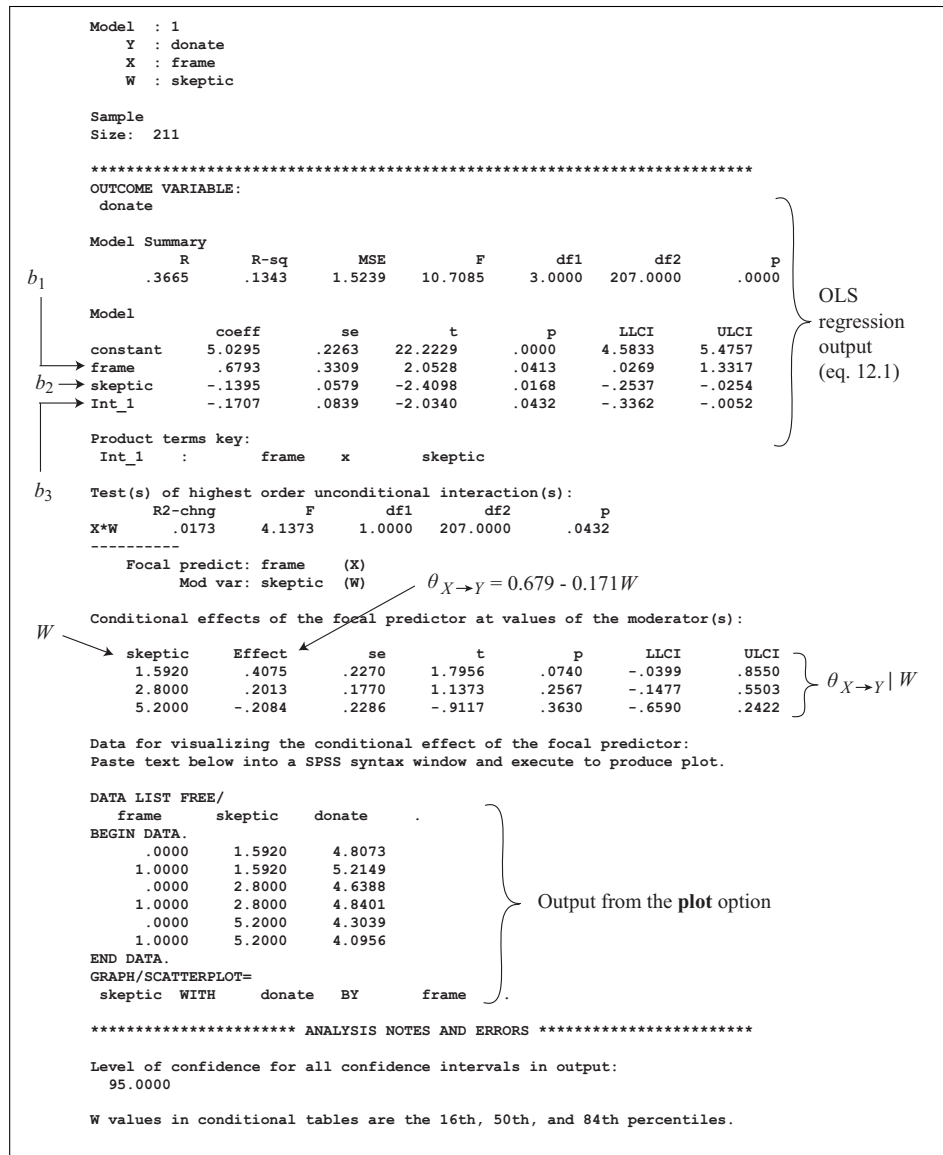 Model : 1
Y : donate
X : frame
W : skeptic
Sample
Size: 211
**************************************************************************
OUTCOME VARIABLE:
donate
Model Summary
R R-sq MSE F df1 df2 p
.3665 .1343 1.5239 10.7085 3.0000 207.0000 .0000
b1
Model
coeff se t p LLCI ULCI
constant 5.0295 .2263 22.2229 .0000 4.5833 5.4757
frame .6793 .3309 2.0528 .0413 .0269 1.3317
b2 skeptic -.1395 .0579 -2.4098 .0168 -.2537 -.0254
Int_1 -.1707 .0839 -2.0340 .0432 -.3362 -.0052
OLS
regression
output
(eq. 12.1)
Product terms key:
Int_1 : frame x skeptic
b3
Test(s) of highest order unconditional interaction(s):
R2-chng F df1 df2 p
X*W .0173 4.1373 1.0000 207.0000 .0432
----------
Focal predict: frame (X)
Mod var: skeptic (W)
θX→Y = 0.679 - 0.171W
Conditional effects of the focal predictor at values of the moderator(s):
W
skeptic Effect se t p LLCI ULCI
1.5920 .4075 .2270 1.7956 .0740 -.0399 .8550
2.8000 .2013 .1770 1.1373 .2567 -.1477 .5503
5.2000 -.2084 .2286 -.9117 .3630 -.6590 .2422
θX→Y | W
Data for visualizing the conditional effect of the focal predictor:
Paste text below into a SPSS syntax window and execute to produce plot.
DATA LIST FREE/
frame skeptic donate .
BEGIN DATA.
.0000 1.5920 4.8073
1.0000 1.5920 5.2149
.0000 2.8000 4.6388
1.0000 2.8000 4.8401
.0000 5.2000 4.3039
1.0000 5.2000 4.0956
END DATA.
GRAPH/SCATTERPLOT=
skeptic WITH donate BY frame .
Output from the plot option
*********************** ANALYSIS NOTES AND ERRORS ************************
Level of confidence for all confidence intervals in output:
95.0000
W values in conditional tables are the 16th, 50th, and 84th percentiles.